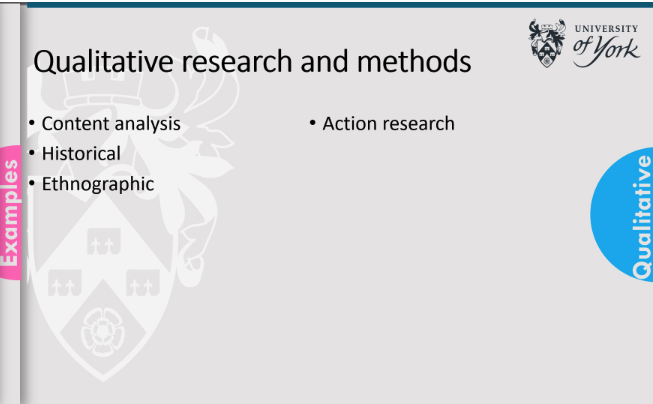 UNIVERSITY
of York
Qualitative research and methods
• Content analysis
• Historical
• Ethnographic
• Action research
Examples
Qualitative